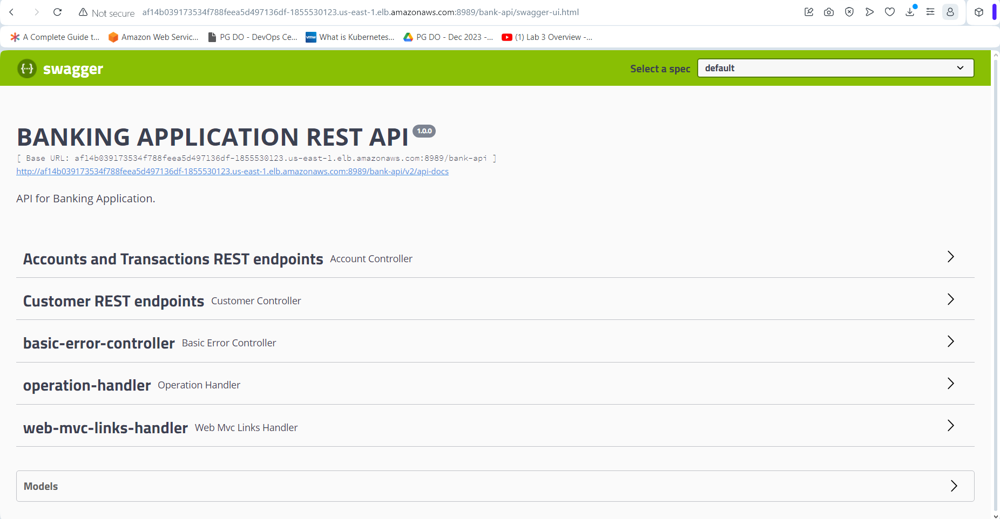 Not secure af14b039173534f788feea5d497136df-1855530123.us-east-1.elb.amazonaws.com:8989/bank-api/swagger-ui.html
A Complete Guide t... Amazon Web Servic... PG DO - DevOps Ce... vmw What is Kubernetes... PG DO - Dec 2023 -... (1) Lab 3 Overview -...
{···} swagger Select a spec default
BANKING APPLICATION REST API 1.0.0
[ Base URL: af14b039173534f788feea5d497136df-1855530123.us-east-1.elb.amazonaws.com:8989/bank-api ]
http://af14b039173534f788feea5d497136df-1855530123.us-east-1.elb.amazonaws.com:8989/bank-api/v2/api-docs
API for Banking Application.
Accounts and Transactions REST endpoints Account Controller
Customer REST endpoints Customer Controller
basic-error-controller Basic Error Controller
operation-handler Operation Handler
web-mvc-links-handler Web Mvc Links Handler
Models